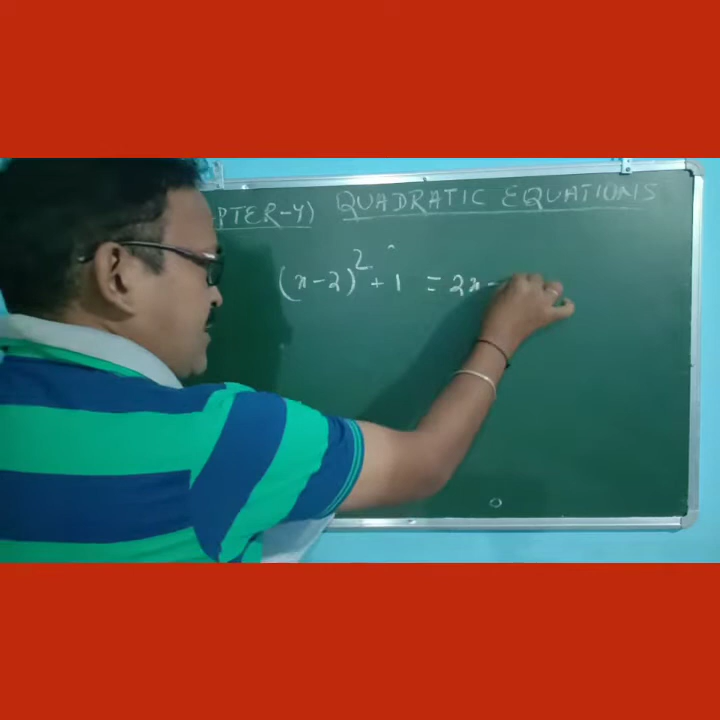 PTER-4) QUADRATIC EQUATIONS
(x-2)² + 1 = 2x -